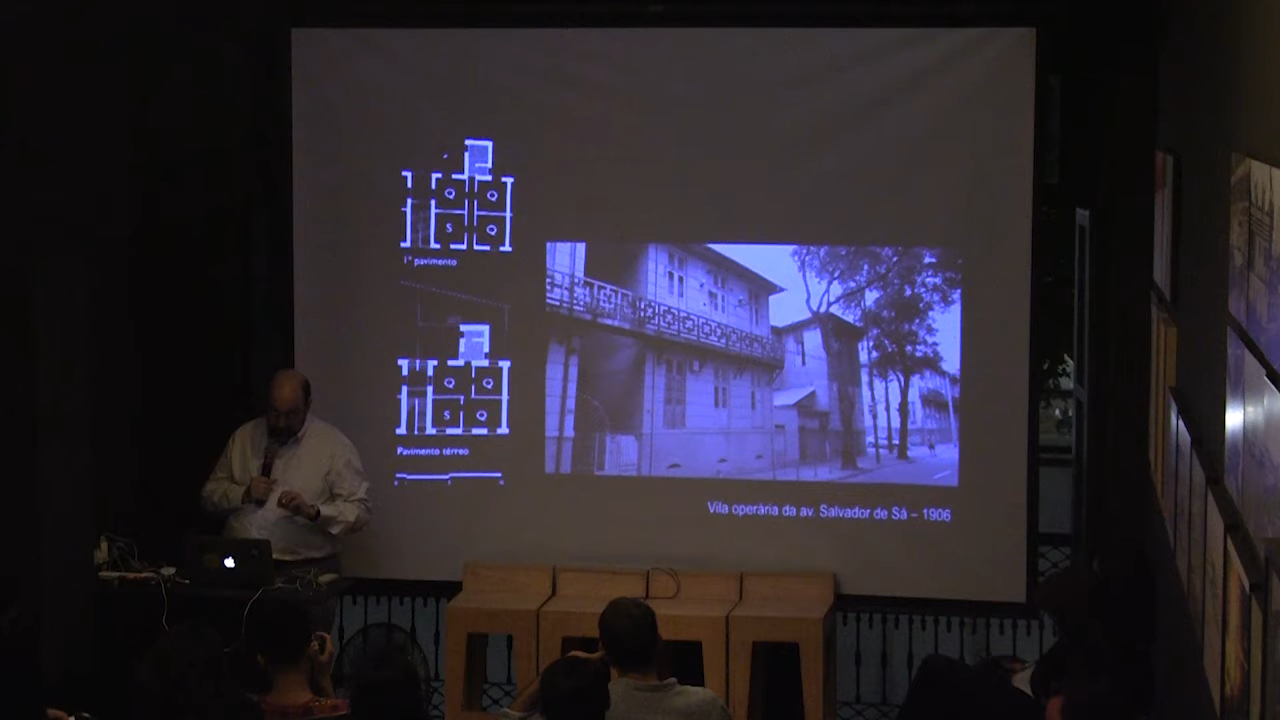 Q Q
S Q
1º pavimento
Q Q
S Q
Pavimento térreo
Vila operária da av. Salvador de Sá – 1906